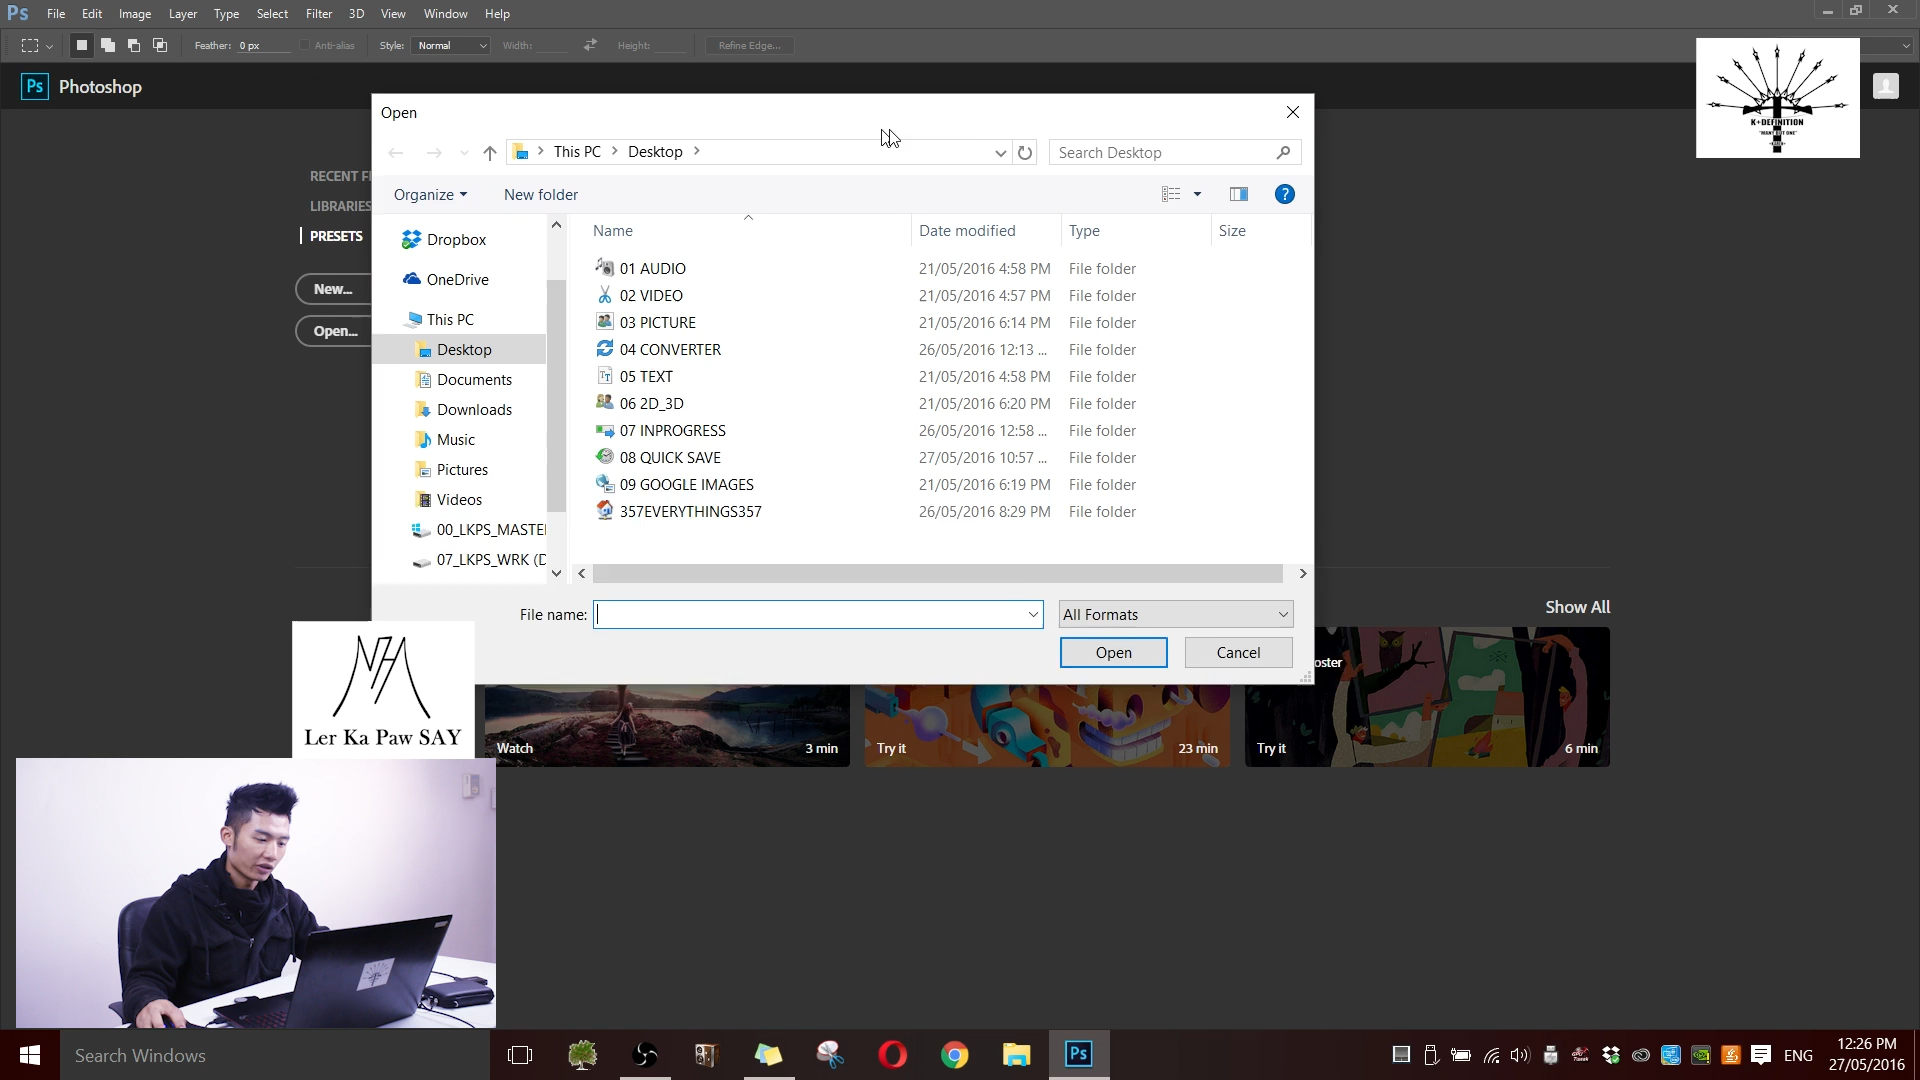 Ps File Edit Image Layer Type Select Filter 3D View Window Help
Feather: 0 px Anti-alias Style: Normal Width: Height: Refine Edge...
Ps Photoshop
K+DEFINITION
"MANY BUT ONE"
RECENT FI
LIBRARIES
PRESETS
New...
Open...
Open
This PC > Desktop >
Search Desktop
Organize New folder
Dropbox
OneDrive
This PC
Desktop
Documents
Downloads
Music
Pictures
Videos
00_LKPS_MASTE
07_LKPS_WRK (D
Name Date modified Type Size
01 AUDIO 21/05/2016 4:58 PM File folder
02 VIDEO 21/05/2016 4:57 PM File folder
03 PICTURE 21/05/2016 6:14 PM File folder
04 CONVERTER 26/05/2016 12:13 ... File folder
05 TEXT 21/05/2016 4:58 PM File folder
06 2D_3D 21/05/2016 6:20 PM File folder
07 INPROGRESS 26/05/2016 12:58 ... File folder
08 QUICK SAVE 27/05/2016 10:57 ... File folder
09 GOOGLE IMAGES 21/05/2016 6:19 PM File folder
357EVERYTHINGS357 26/05/2016 8:29 PM File folder
File name: All Formats
Open Cancel
Show All
oster
Watch 3 min
Try it 23 min
Try it 6 min
Ler Ka Paw SAY
Search Windows
Ps
ENG
12:26 PM
27/05/2016